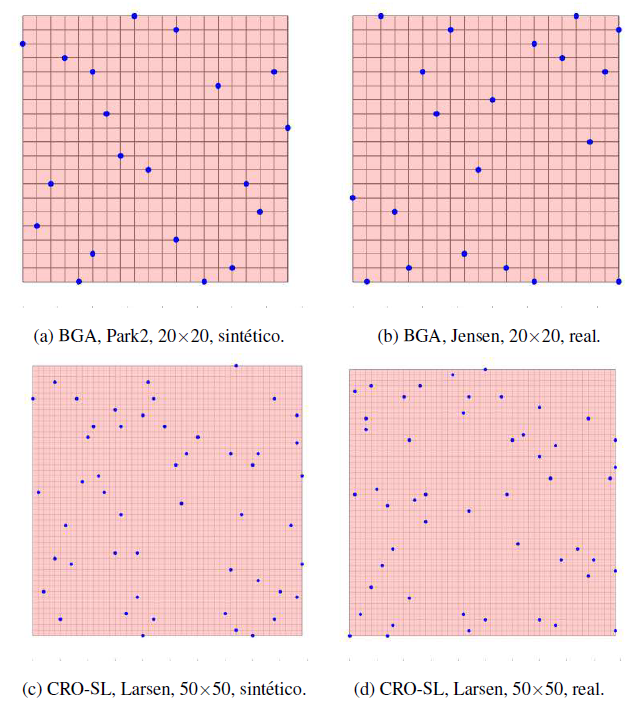 (a) BGA, Park2, 20×20, sintético.
(b) BGA, Jensen, 20×20, real.
(c) CRO-SL, Larsen, 50×50, sintético.
(d) CRO-SL, Larsen, 50×50, real.